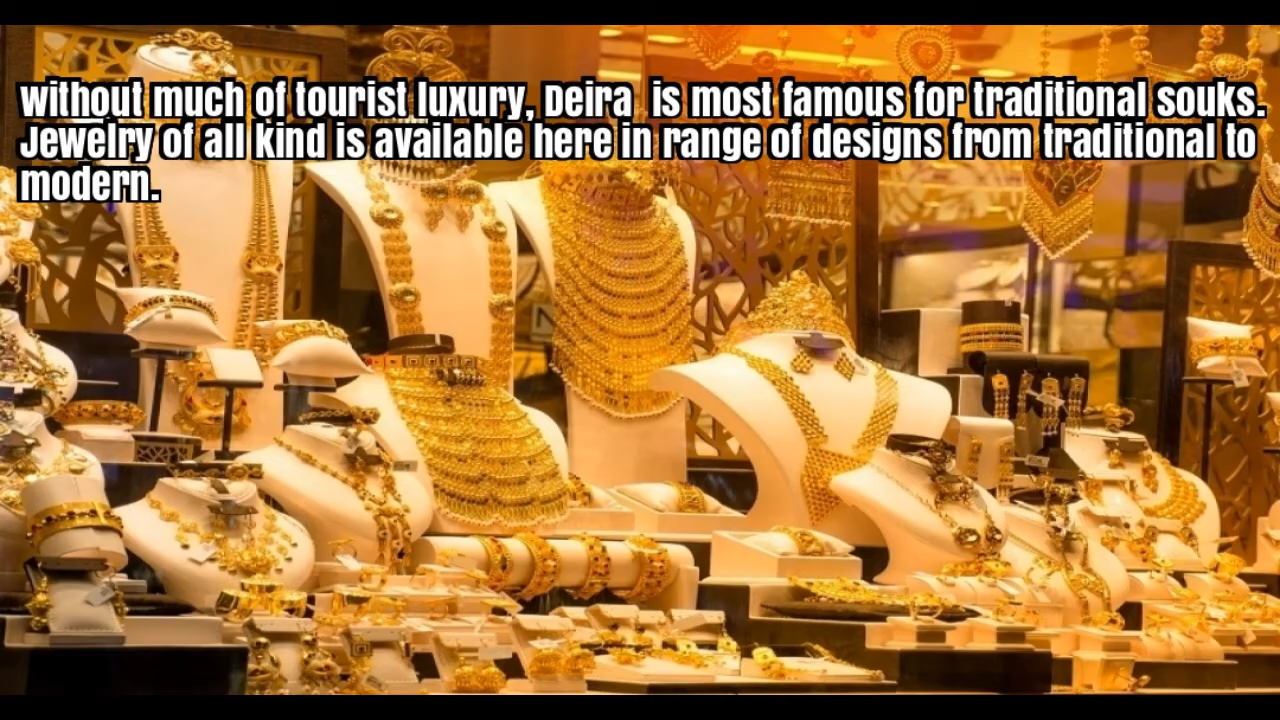 without much of tourist luxury, Deira is most famous for traditional souks.
Jewelry of all kind is available here in range of designs from traditional to
modern.